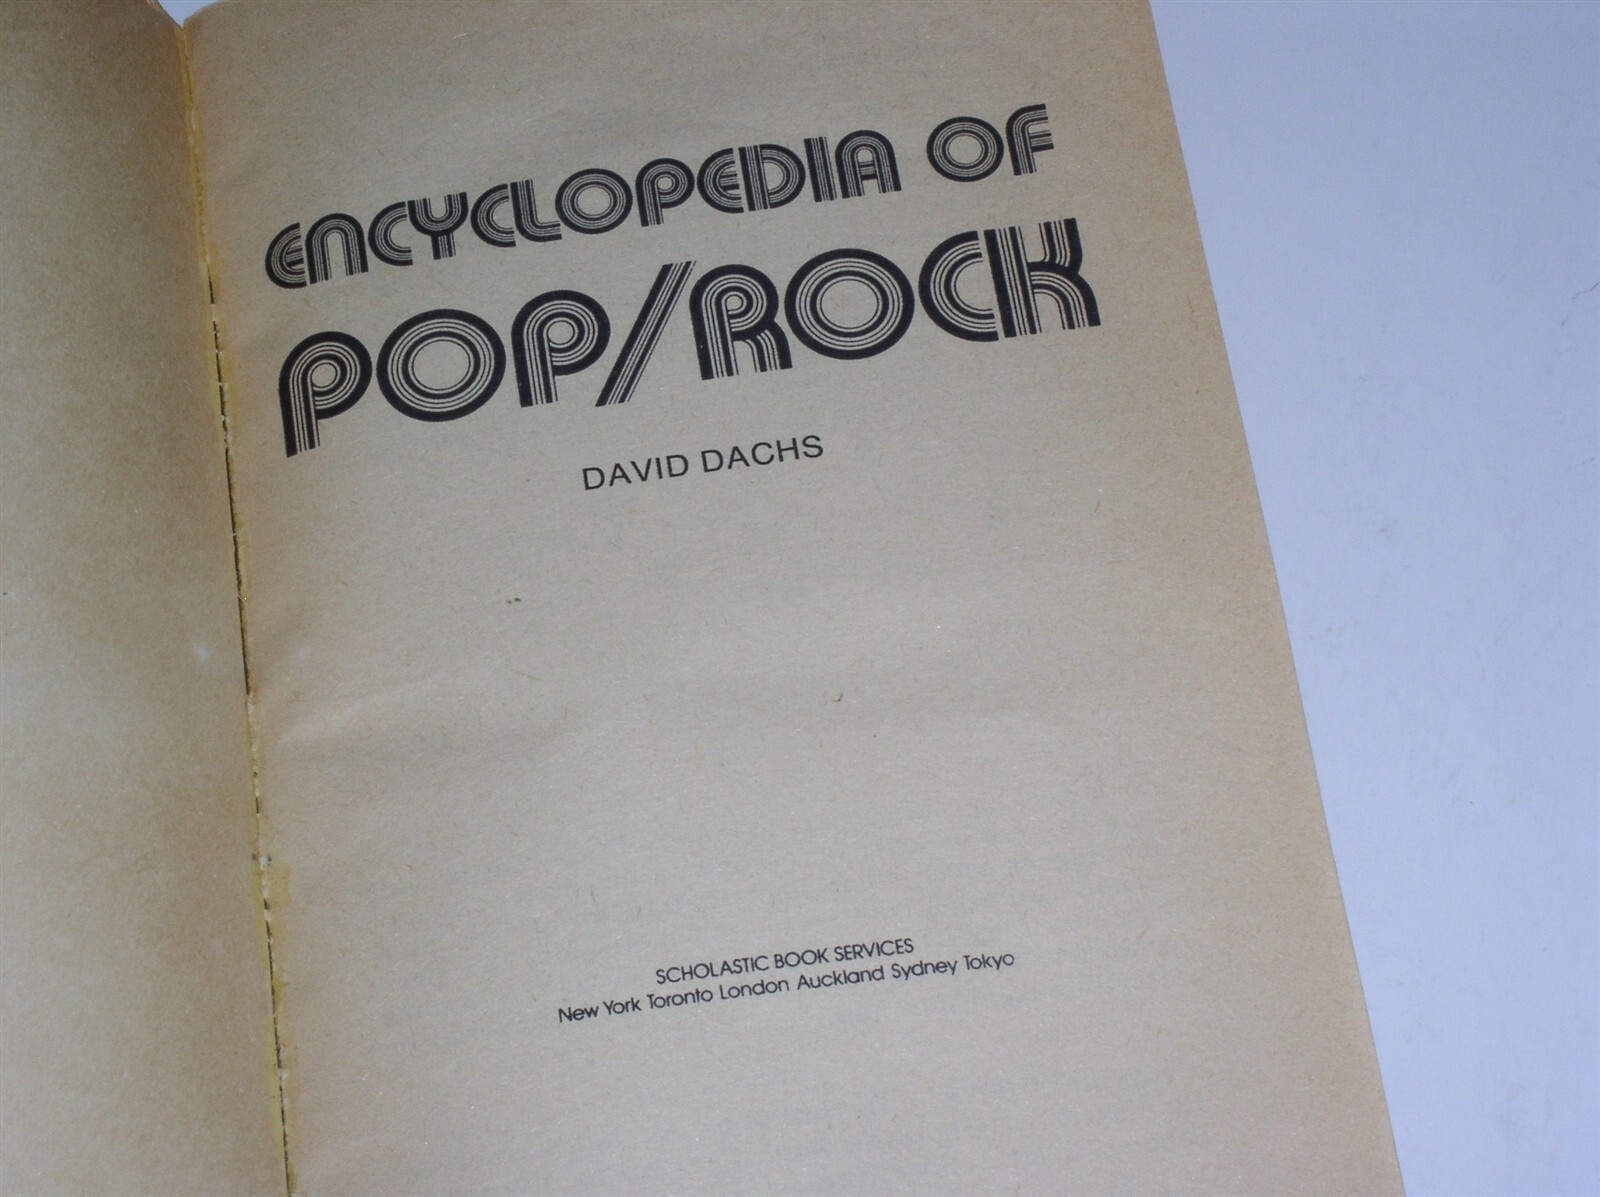 ENCYCLOPEDIA OF
POP/ROCK
DAVID DACHS
SCHOLASTIC BOOK SERVICES
New York Toronto London Auckland Sydney Tokyo